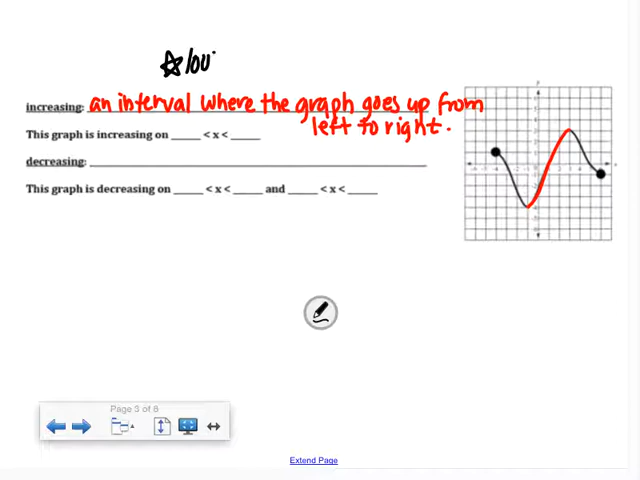 ☆lou
increasing: an interval where the graph goes up from
left to right.
This graph is increasing on _____ < x < _____
decreasing: _____
This graph is decreasing on _____ < x < _____ and _____ < x < _____
Page 3 of 8
Extend Page